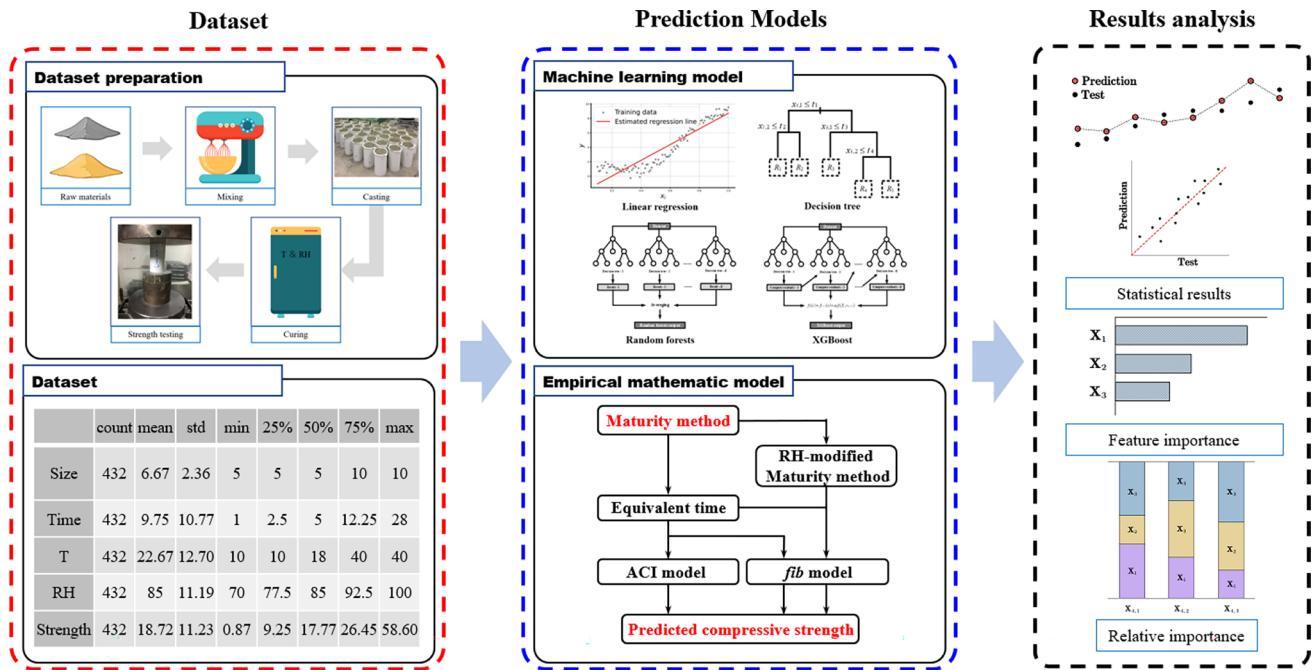 Dataset
Prediction Models
Results analysis
Dataset preparation
Raw materials
Mixing
Casting
Strength testing
T & RH
Curing
Dataset
count mean std min 25% 50% 75% max
Size 432 6.67 2.36 5 5 5 10 10
Time 432 9.75 10.77 1 2.5 5 12.25 28
T 432 22.67 12.70 10 10 18 40 40
RH 432 85 11.19 70 77.5 85 92.5 100
Strength 432 18.72 11.23 0.87 9.25 17.77 26.45 58.60
Machine learning model
Training data
Estimated regression line
y
Linear regression
Decision tree
Random forests
XGBoost
Empirical mathematic model
Maturity method
RH-modified
Maturity method
Equivalent time
ACI model
fib model
Predicted compressive strength
Prediction
Test
Prediction
Test
Statistical results
X₁
X₂
X₃
Feature importance
Relative importance